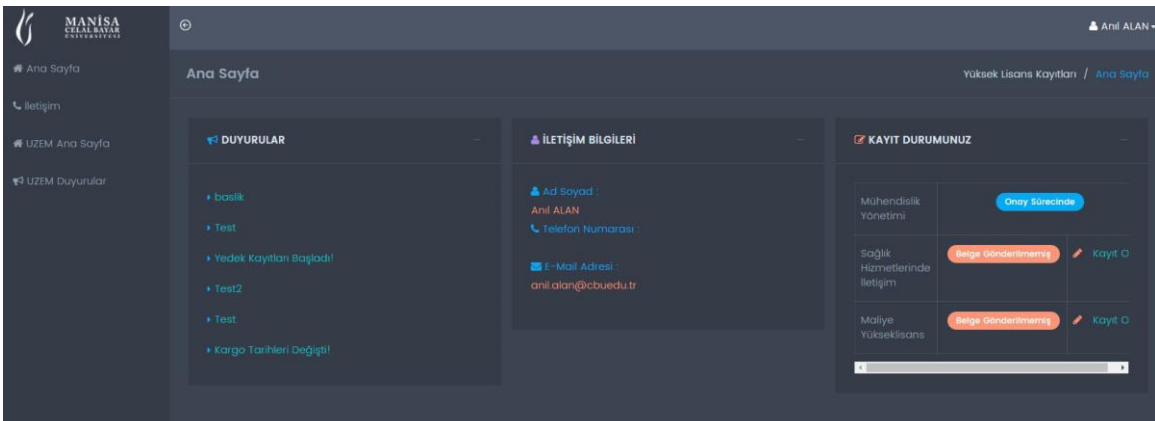 MANİSA
CELAL BAYAR
ÜNİVERSİTESİ
Anıl ALAN
Ana Sayfa
İletişim
UZEM Ana Sayfa
UZEM Duyurular
Ana Sayfa
Yüksek Lisans Kayıtları / Ana Sayfa
DUYURULAR
baslik
Test
Yedek Kayıtları Başladı!
Test2
Test
Kargo Tarihleri Değişti!
İLETİŞİM BİLGİLERİ
Ad Soyad :
Anıl ALAN
Telefon Numarası :
E-Mail Adresi :
anil.alan@cbuedu.tr
KAYIT DURUMUNUZ
Mühendislik
Yönetimi
Onay Sürecinde
Sağlık
Hizmetlerinde
İletişim
Belge Gönderilmemiş
Kayıt O
Maliye
Yükseklisans
Belge Gönderilmemiş
Kayıt O